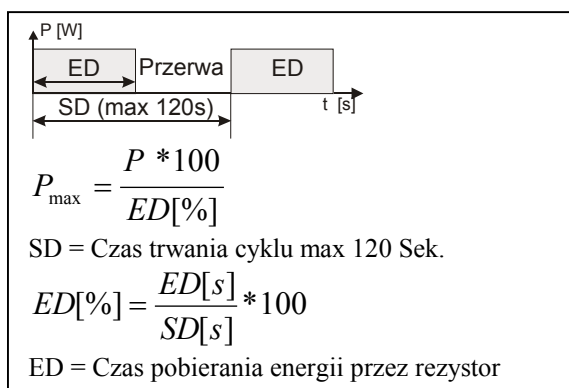 P [W]
ED Przerwa ED
SD (max 120s) t [s]
P_max = P *100 / ED[%]
SD = Czas trwania cyklu max 120 Sek.
ED[%] = ED[s] / SD[s] *100
ED = Czas pobierania energii przez rezystor